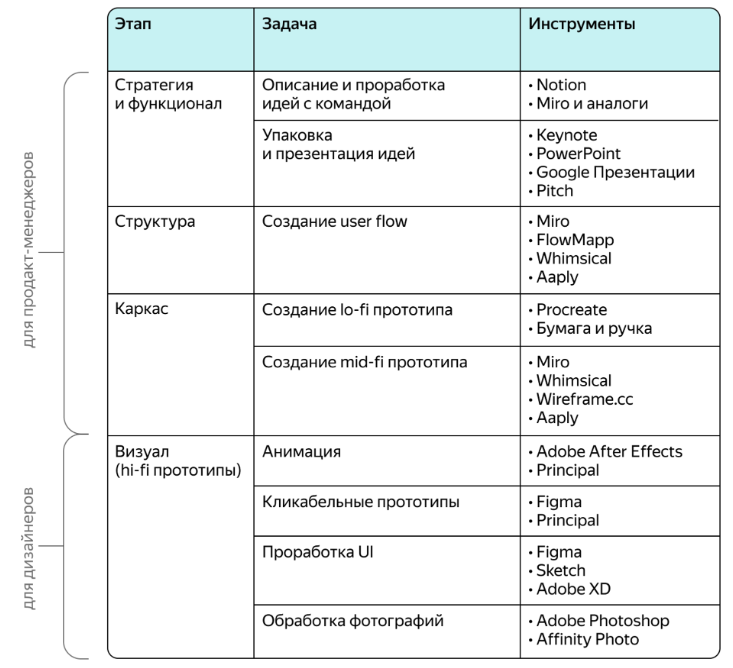 Этап
Задача
Инструменты
для продакт-менеджеров
Стратегия
и функционал
Описание и проработка
идей с командой
• Notion
• Miro и аналоги
Упаковка
и презентация идей
• Keynote
• PowerPoint
• Google Презентации
• Pitch
Структура
Создание user flow
• Miro
• FlowMapp
• Whimsical
• Aaply
Каркас
Создание lo-fi прототипа
• Procreate
• Бумага и ручка
Создание mid-fi прототипа
• Miro
• Whimsical
• Wireframe.cc
• Aaply
для дизайнеров
Визуал
(hi-fi прототипы)
Анимация
• Adobe After Effects
• Principal
Кликабельные прототипы
• Figma
• Principal
Проработка UI
• Figma
• Sketch
• Adobe XD
Обработка фотографий
• Adobe Photoshop
• Affinity Photo